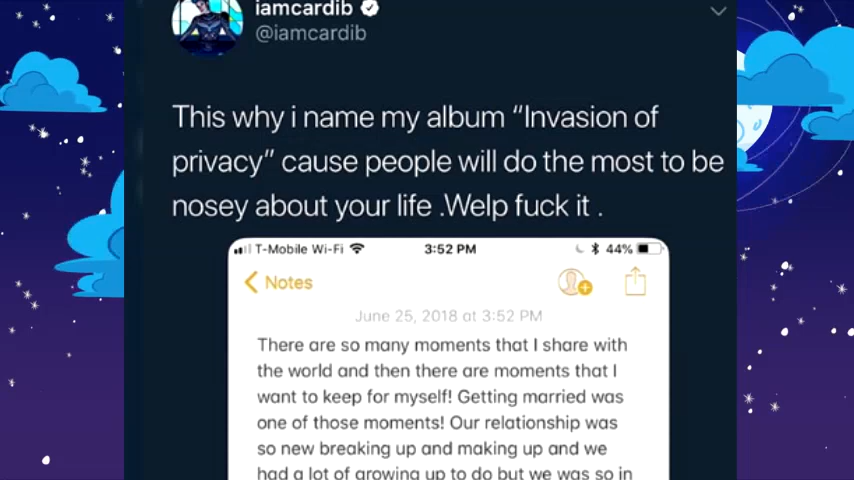 iamcardib
@iamcardib
This why i name my album “Invasion of
privacy” cause people will do the most to be
nosey about your life .Welp fuck it .
T-Mobile Wi-Fi 3:52 PM 44%
Notes
June 25, 2018 at 3:52 PM
There are so many moments that I share with
the world and then there are moments that I
want to keep for myself! Getting married was
one of those moments! Our relationship was
so new breaking up and making up and we
had a lot of growing up to do but we was so in